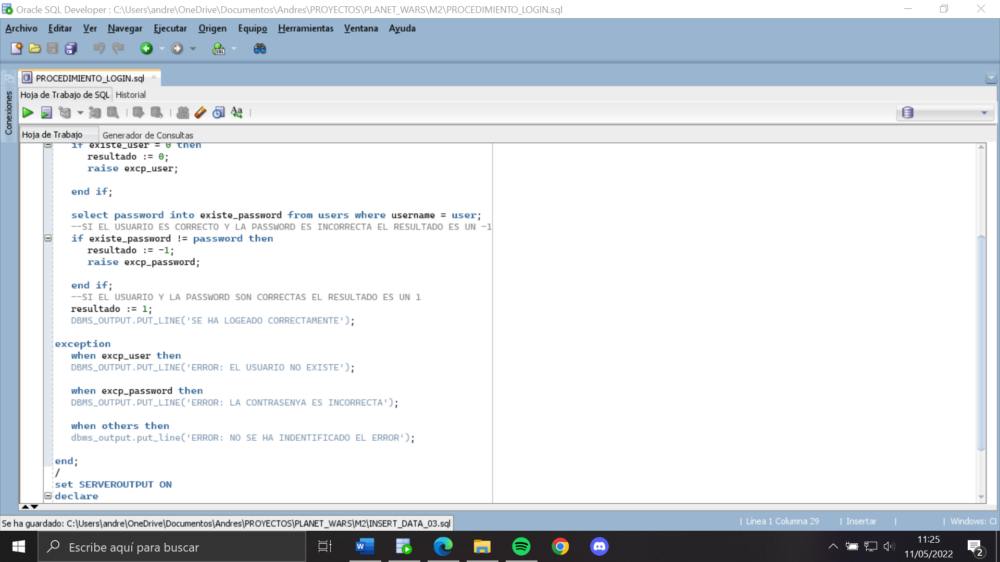 Oracle SQL Developer : C:\Users\andre\OneDrive\Documentos\Andres\PROYECTOS\PLANET_WARS\M2\PROCEDIMIENTO_LOGIN.sql
Archivo Editar Ver Navegar Ejecutar Origen Equipo Herramientas Ventana Ayuda
SQL
Conexiones
PROCEDIMIENTO_LOGIN.sql
Hoja de Trabajo de SQL Historial
Aa
Hoja de Trabajo Generador de Consultas
if existe_user = 0 then
resultado := 0;
raise excp_user;
end if;
select password into existe_password from users where username = user;
--SI EL USUARIO ES CORRECTO Y LA PASSWORD ES INCORRECTA EL RESULTADO ES UN -1
if existe_password != password then
resultado := -1;
raise excp_password;
end if;
--SI EL USUARIO Y LA PASSWORD SON CORRECTAS EL RESULTADO ES UN 1
resultado := 1;
DBMS_OUTPUT.PUT_LINE('SE HA LOGEADO CORRECTAMENTE');
exception
when excp_user then
DBMS_OUTPUT.PUT_LINE('ERROR: EL USUARIO NO EXISTE');
when excp_password then
DBMS_OUTPUT.PUT_LINE('ERROR: LA CONTRASENYA ES INCORRECTA');
when others then
dbms_output.put_line('ERROR: NO SE HA INDENTIFICADO EL ERROR');
end;
/
set SERVEROUTPUT ON
declare
Se ha guardado: C:\Users\andre\OneDrive\Documentos\Andres\PROYECTOS\PLANET_WARS\M2\INSERT_DATA_03.sql
| Línea 1 Columna 29 | Insertar | | Windows: Cl
Escribe aquí para buscar
W
11:25
11/05/2022
2